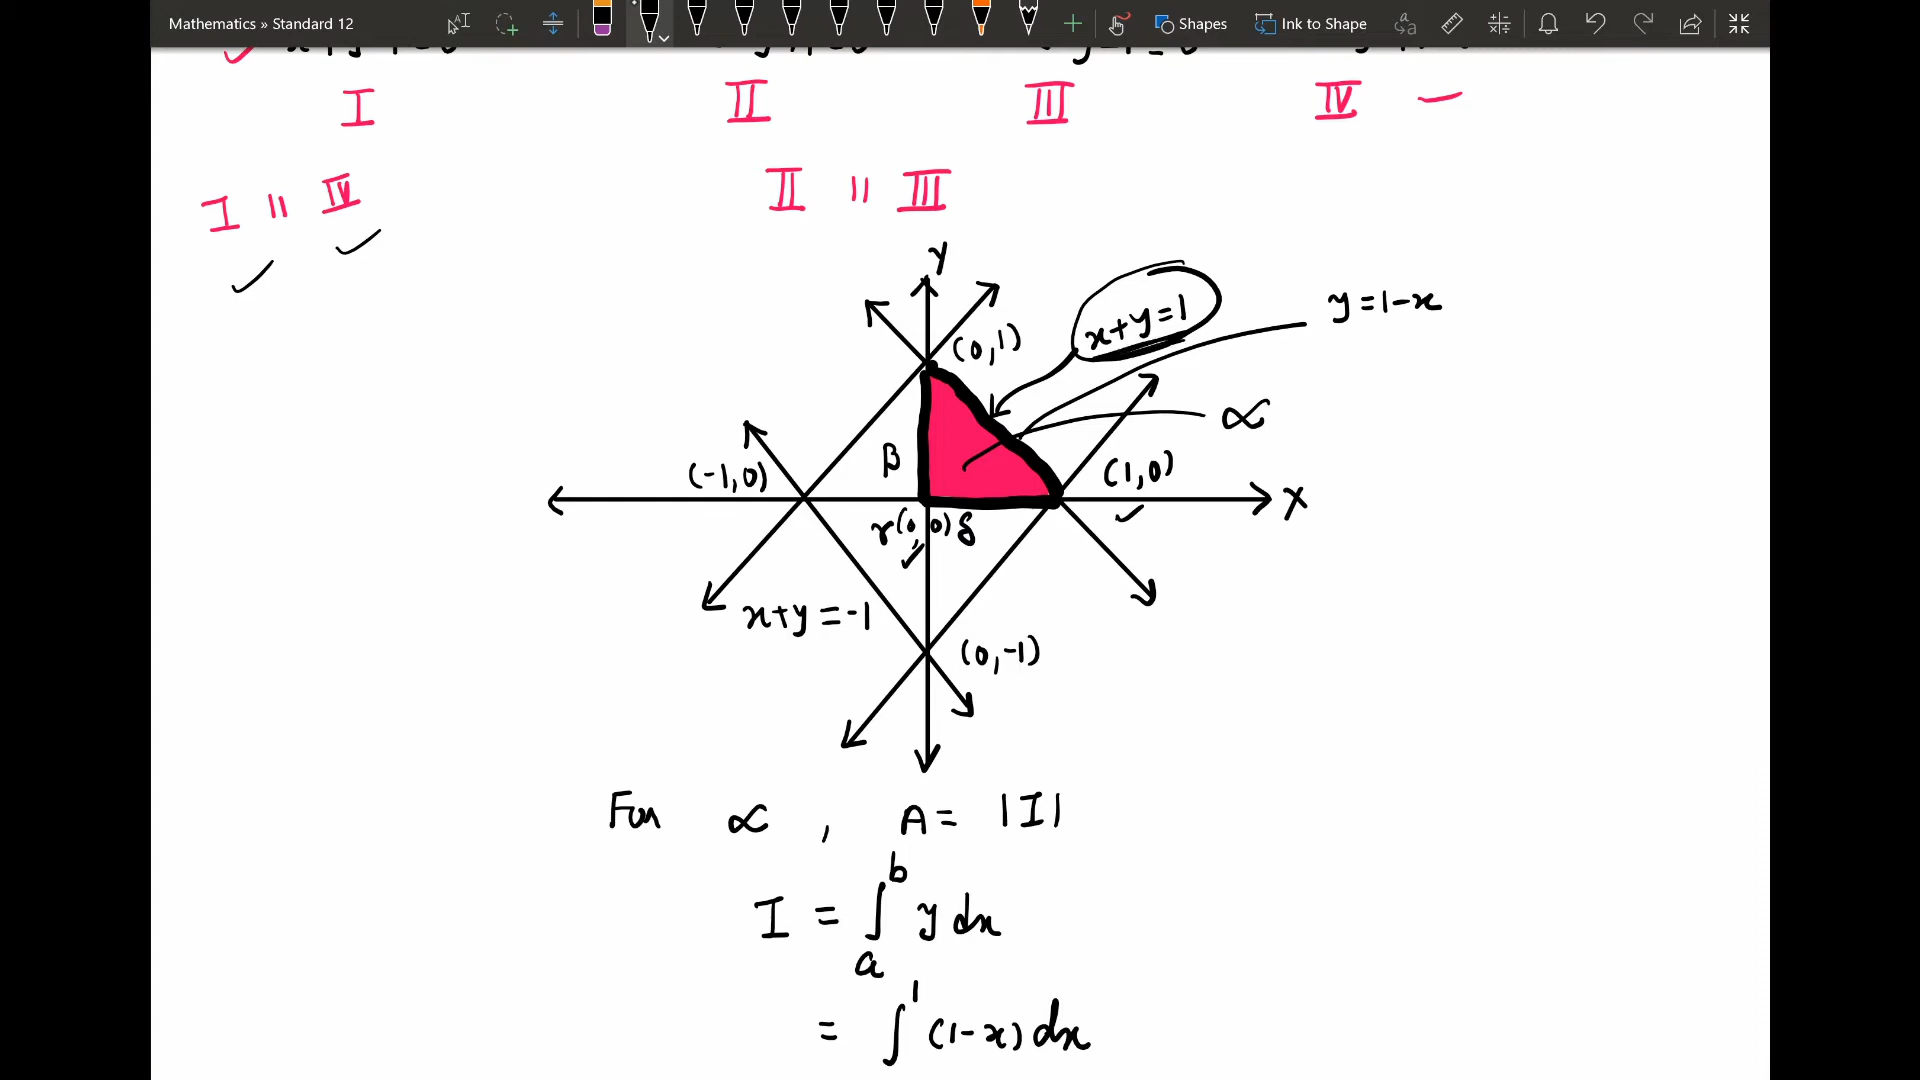 Mathematics » Standard 12
Shapes
Ink to Shape
I II III IV –
I || IV II || III
Y
(0,1)
x+y=1
y=1-x
∝
β
(-1,0)
(1,0)
X
γ(0,0)δ
x+y=-1
(0,-1)
For ∝, A= |I|
I = ∫ₐᵇ y dx
= ∫¹ (1-x) dx